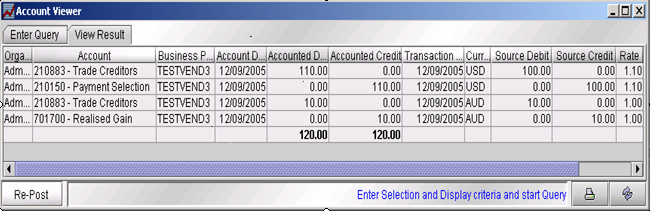 Account Viewer
Enter Query View Result
Orga... Account Business P... Account D... Accounted D... Accounted Credit Transaction ... Curr... Source Debit Source Credit Rate
Adm... 210883 - Trade Creditors TESTVEND3 12/09/2005 110.00 0.00 12/09/2005 USD 100.00 0.00 1.10
Adm... 210150 - Payment Selection TESTVEND3 12/09/2005 0.00 110.00 12/09/2005 USD 0.00 100.00 1.10
Adm... 210883 - Trade Creditors TESTVEND3 12/09/2005 10.00 0.00 12/09/2005 AUD 10.00 0.00 1.00
Adm... 701700 - Realised Gain TESTVEND3 12/09/2005 0.00 10.00 12/09/2005 AUD 0.00 10.00 1.00
120.00 120.00
Re-Post Enter Selection and Display criteria and start Query